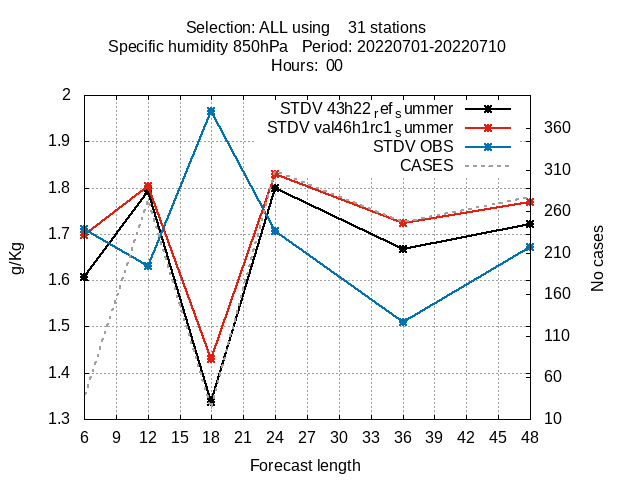 Selection: ALL using 31 stations
Specific humidity 850hPa Period: 20220701-20220710
Hours: 00
STDV 43h22_ref_summer
STDV val46h1rc1_summer
STDV OBS
CASES
2
1.9
1.8
1.7
1.6
1.5
1.4
1.3
g/Kg
360
310
260
210
160
110
60
10
No cases
6 9 12 15 18 21 24 27 30 33 36 39 42 45 48
Forecast length